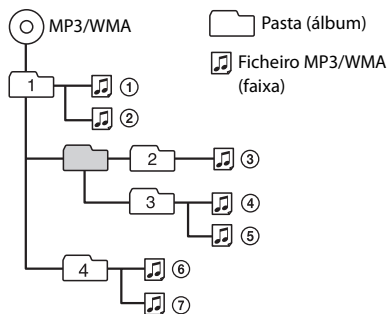 MP3/WMA
Pasta (álbum)
Ficheiro MP3/WMA
(faixa)
1
①
②
2
③
3
④
⑤
4
⑥
⑦